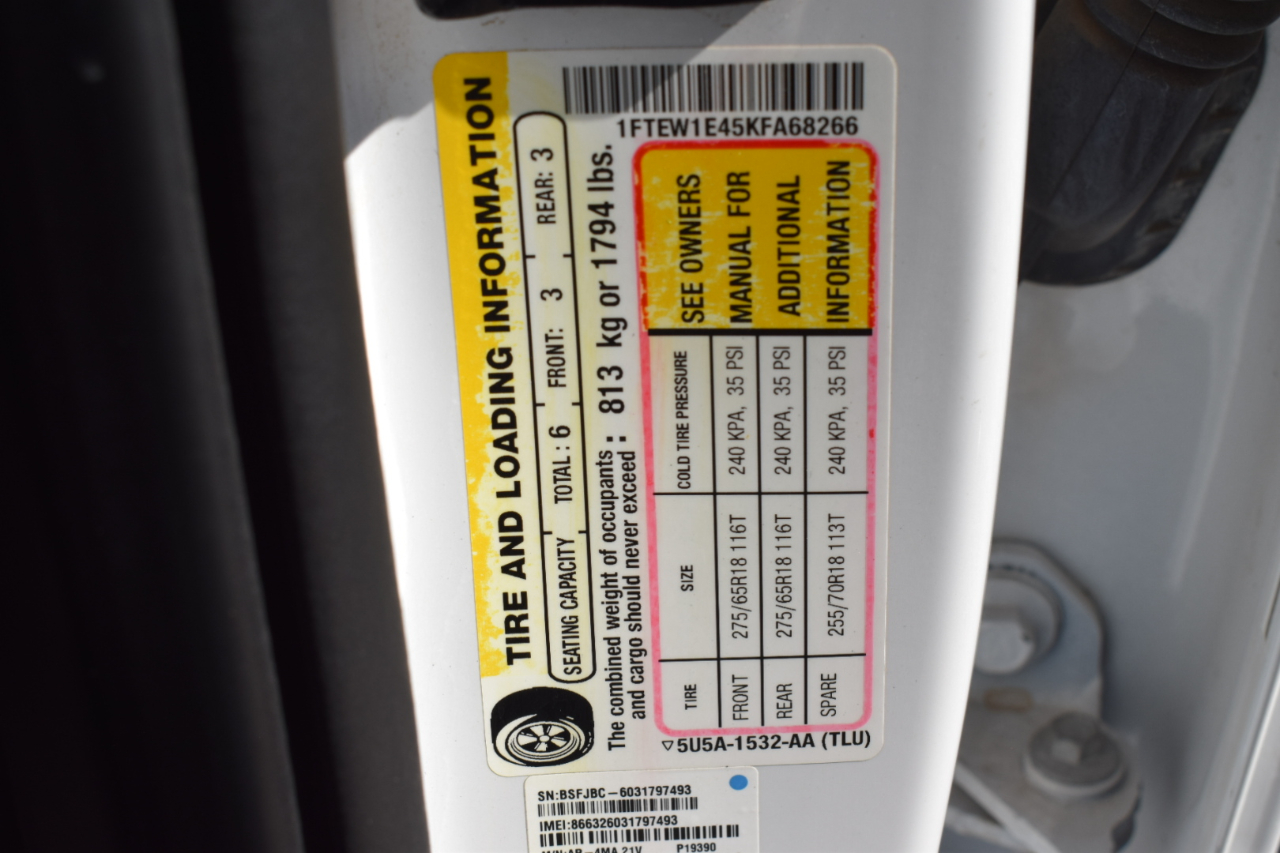 TIRE AND LOADING INFORMATION
SEATING CAPACITY TOTAL : 6 FRONT: 3 REAR: 3
The combined weight of occupants
and cargo should never exceed : 813 kg or 1794 lbs.
1FTEW1E45KFA68266
TIRE SIZE COLD TIRE PRESSURE
FRONT 275/65R18 116T 240 KPA, 35 PSI
REAR 275/65R18 116T 240 KPA, 35 PSI
SPARE 255/70R18 113T 240 KPA, 35 PSI
SEE OWNERS
MANUAL FOR
ADDITIONAL
INFORMATION
5U5A-1532-AA (TLU)
SN:BSFJBC-6031797493
IMEI:866326031797493
P19390